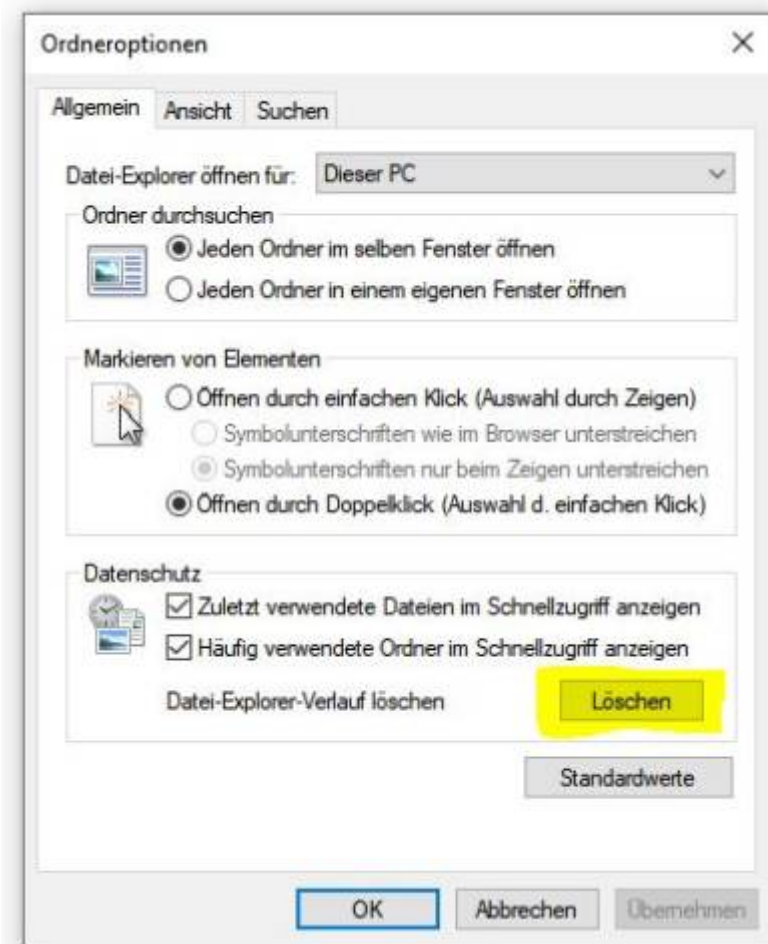 Ordneroptionen
Allgemein Ansicht Suchen
Datei-Explorer öffnen für: Dieser PC
Ordner durchsuchen
Jeden Ordner im selben Fenster öffnen
Jeden Ordner in einem eigenen Fenster öffnen
Markieren von Elementen
Öffnen durch einfachen Klick (Auswahl durch Zeigen)
Symbolunterschriften wie im Browser unterstreichen
Symbolunterschriften nur beim Zeigen unterstreichen
Öffnen durch Doppelklick (Auswahl d. einfachen Klick)
Datenschutz
Zuletzt verwendete Dateien im Schnellzugriff anzeigen
Häufig verwendete Ordner im Schnellzugriff anzeigen
Datei-Explorer-Verlauf löschen Löschen
Standardwerte
OK Abbrechen Übernehmen